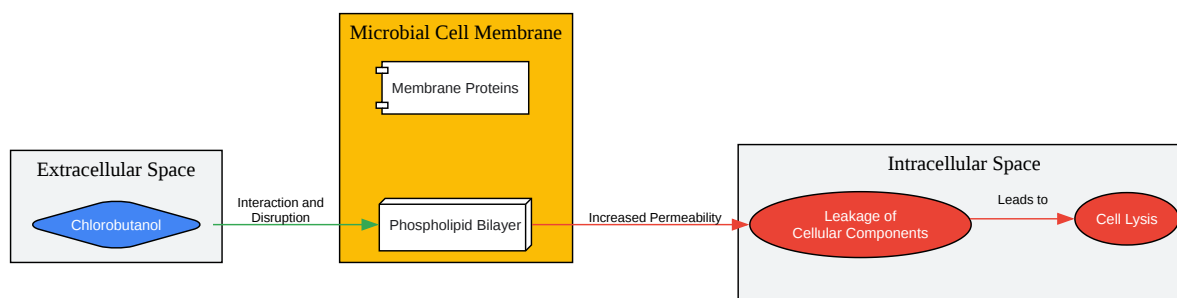 Microbial Cell Membrane
Membrane Proteins
Extracellular Space
Chlorobutanol
Interaction and
Disruption
Phospholipid Bilayer
Increased Permeability
Intracellular Space
Leakage of
Cellular Components
Leads to
Cell Lysis